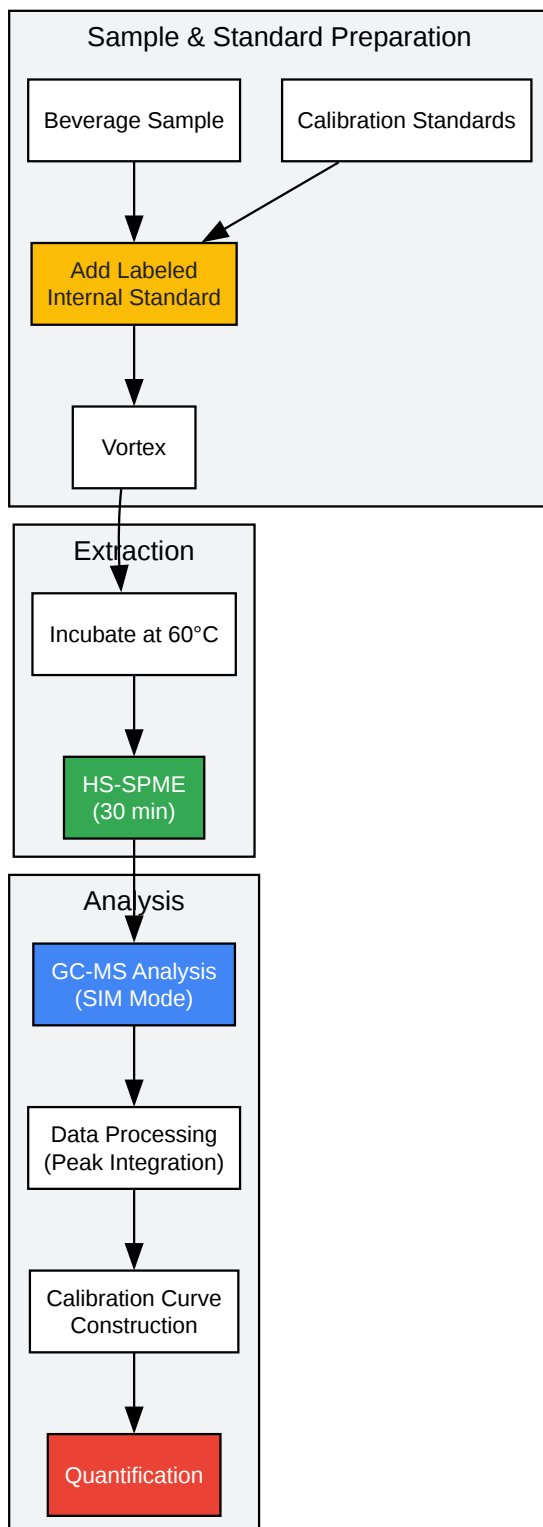 Sample & Standard Preparation
Beverage Sample
Calibration Standards
Add Labeled
Internal Standard
Vortex
Extraction
Incubate at 60°C
HS-SPME
(30 min)
Analysis
GC-MS Analysis
(SIM Mode)
Data Processing
(Peak Integration)
Calibration Curve
Construction
Quantification